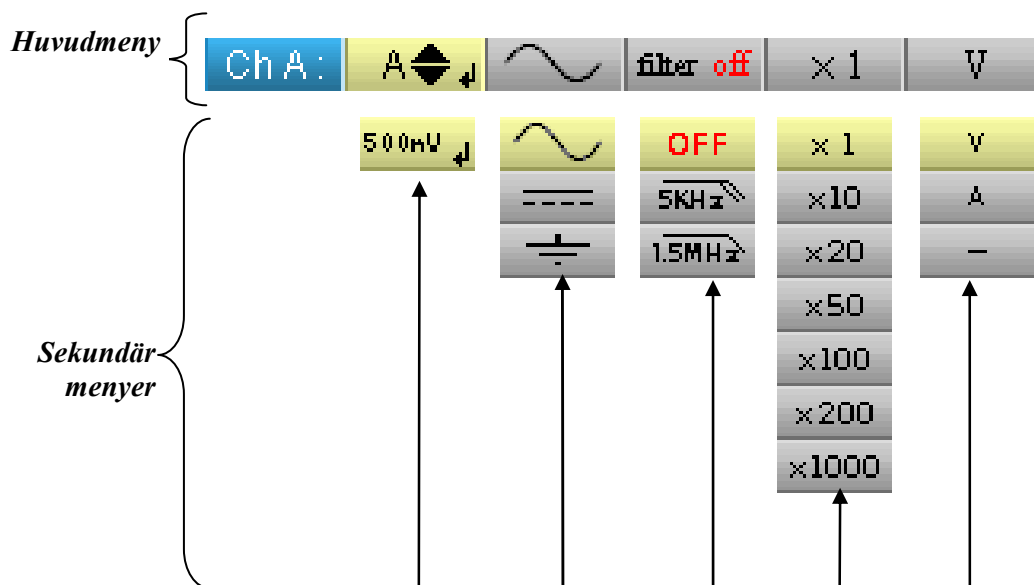 Huvudmeny
Ch A: A filter off ×1 V
500mV OFF ×1 V
5KHz ×10 A
1.5MHz ×20 –
×50
Sekundär
menyer
×100
×200
×1000